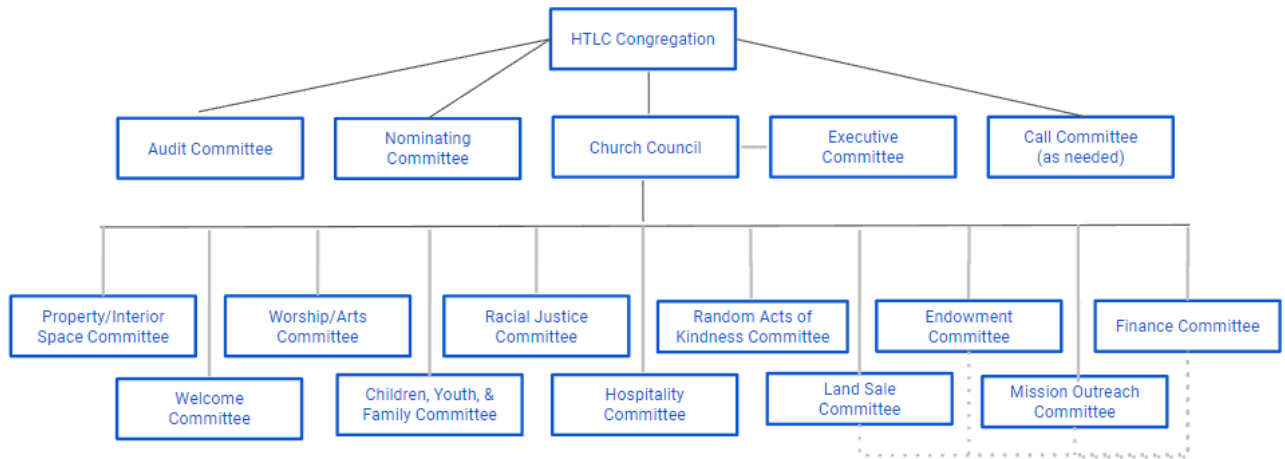 HTLC Congregation
Audit Committee
Nominating
Committee
Church Council
Executive
Committee
Call Committee
(as needed)
Property/Interior
Space Committee
Worship/Arts
Committee
Racial Justice
Committee
Random Acts of
Kindness Committee
Endowment
Committee
Finance Committee
Welcome
Committee
Children, Youth, &
Family Committee
Hospitality
Committee
Land Sale
Committee
Mission Outreach
Committee